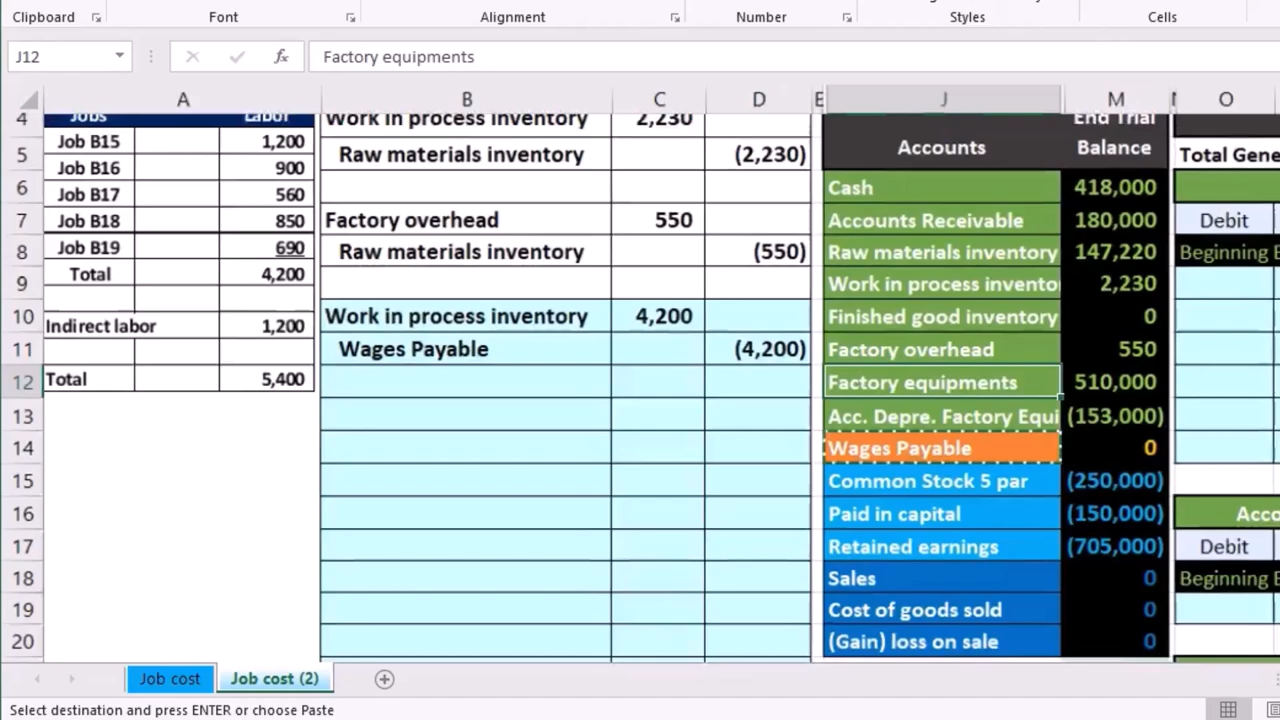 Clipboard Font Alignment Number Styles Cells
J12 fx Factory equipments
A B C D E J M N O
4 Jobs Labor Work in process inventory 2,230 End Trial
5 Job B15 1,200 Raw materials inventory (2,230) Accounts Balance Total Gene
6 Job B16 900 Cash 418,000
7 Job B17 560 Factory overhead 550 Accounts Receivable 180,000 Debit
8 Job B18 850 Raw materials inventory (550) Raw materials inventory 147,220 Beginning B
9 Job B19 690 Work in process invento 2,230
Total 4,200
10 Work in process inventory 4,200 Finished good inventory 0
11 Indirect labor 1,200 Wages Payable (4,200) Factory overhead 550
12 Total 5,400 Factory equipments 510,000
13 Acc. Depre. Factory Equi (153,000)
14 Wages Payable 0
15 Common Stock 5 par (250,000)
16 Paid in capital (150,000) Acco
17 Retained earnings (705,000) Debit
18 Sales 0 Beginning B
19 Cost of goods sold 0
20 (Gain) loss on sale 0
Job cost Job cost (2)
Select destination and press ENTER or choose Paste